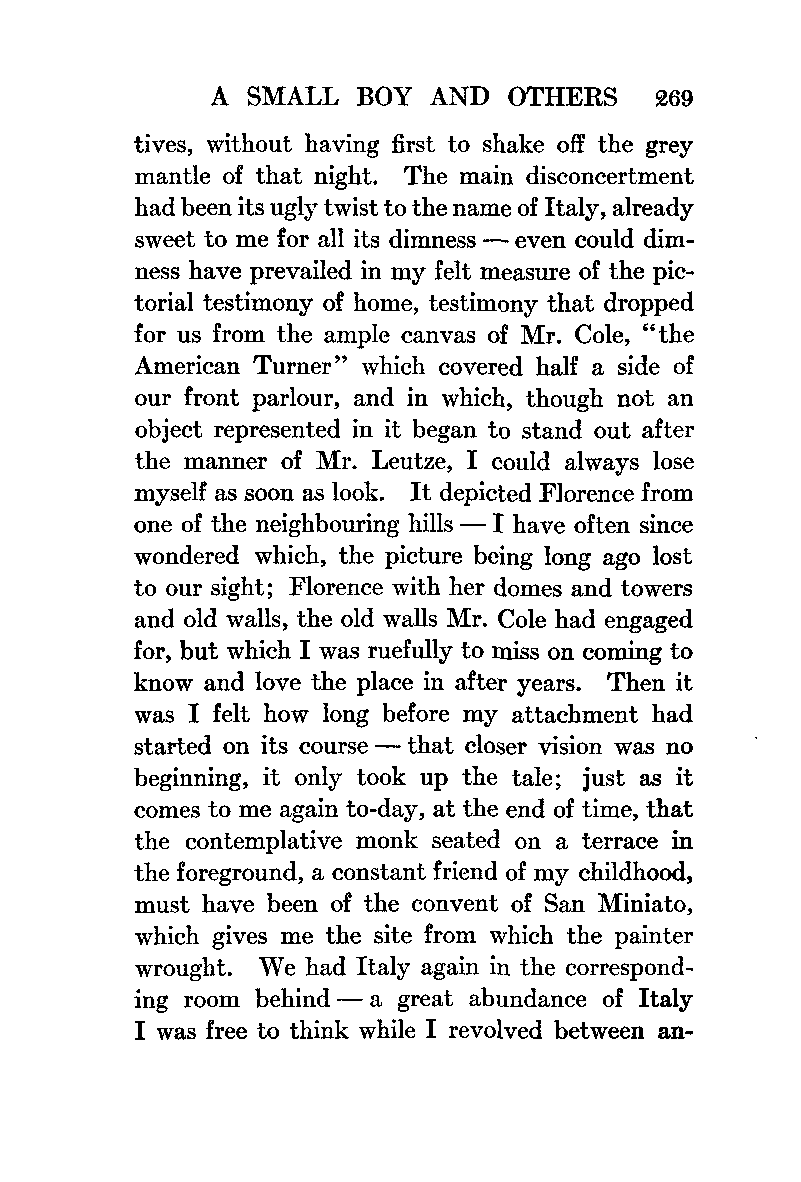 A SMALL BOY AND OTHERS 269
tives, without having first to shake off the grey
mantle of that night. The main disconcertment
had been its ugly twist to the name of Italy, already
sweet to me for all its dimness — even could dim-
ness have prevailed in my felt measure of the pic-
torial testimony of home, testimony that dropped
for us from the ample canvas of Mr. Cole, “the
American Turner” which covered half a side of
our front parlour, and in which, though not an
object represented in it began to stand out after
the manner of Mr. Leutze, I could always lose
myself as soon as look. It depicted Florence from
one of the neighbouring hills — I have often since
wondered which, the picture being long ago lost
to our sight; Florence with her domes and towers
and old walls, the old walls Mr. Cole had engaged
for, but which I was ruefully to miss on coming to
know and love the place in after years. Then it
was I felt how long before my attachment had
started on its course — that closer vision was no
beginning, it only took up the tale; just as it
comes to me again to-day, at the end of time, that
the contemplative monk seated on a terrace in
the foreground, a constant friend of my childhood,
must have been of the convent of San Miniato,
which gives me the site from which the painter
wrought. We had Italy again in the correspond-
ing room behind — a great abundance of Italy
I was free to think while I revolved between an-